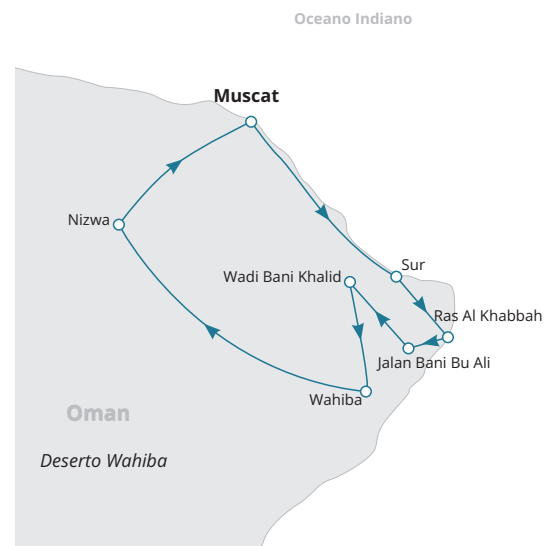 Oceano Indiano
Muscat
Nizwa
Sur
Wadi Bani Khalid
Ras Al Khabbah
Jalan Bani Bu Ali
Wahiba
Oman
Deserto Wahiba